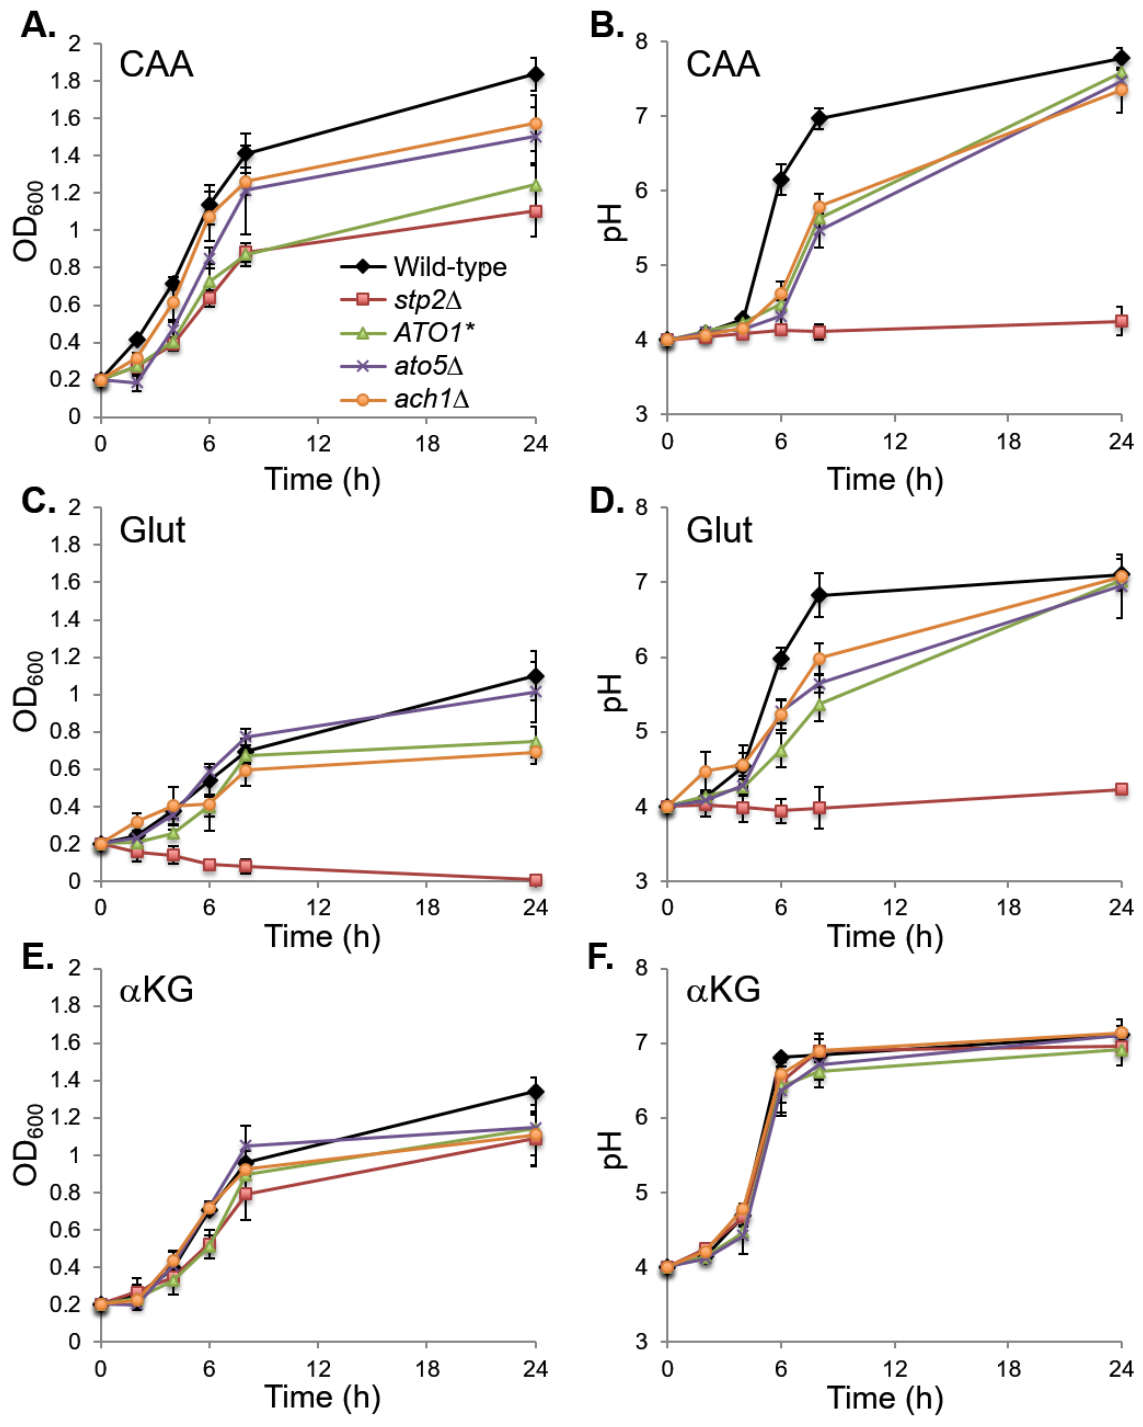 A.
CAA
2
1.8
1.6
1.4
1.2
1
0.8
0.6
0.4
0.2
0
OD600
0 6 12 18 24
Time (h)
Wild-type
stp2Δ
ATO1*
ato5Δ
ach1Δ
B.
CAA
8
7
6
5
4
3
pH
0 6 12 18 24
Time (h)
C.
Glut
2
1.8
1.6
1.4
1.2
1
0.8
0.6
0.4
0.2
0
OD600
0 6 12 18 24
Time (h)
D.
Glut
8
7
6
5
4
3
pH
0 6 12 18 24
Time (h)
E.
αKG
2
1.8
1.6
1.4
1.2
1
0.8
0.6
0.4
0.2
0
OD600
0 6 12 18 24
Time (h)
F.
αKG
8
7
6
5
4
3
pH
0 6 12 18 24
Time (h)